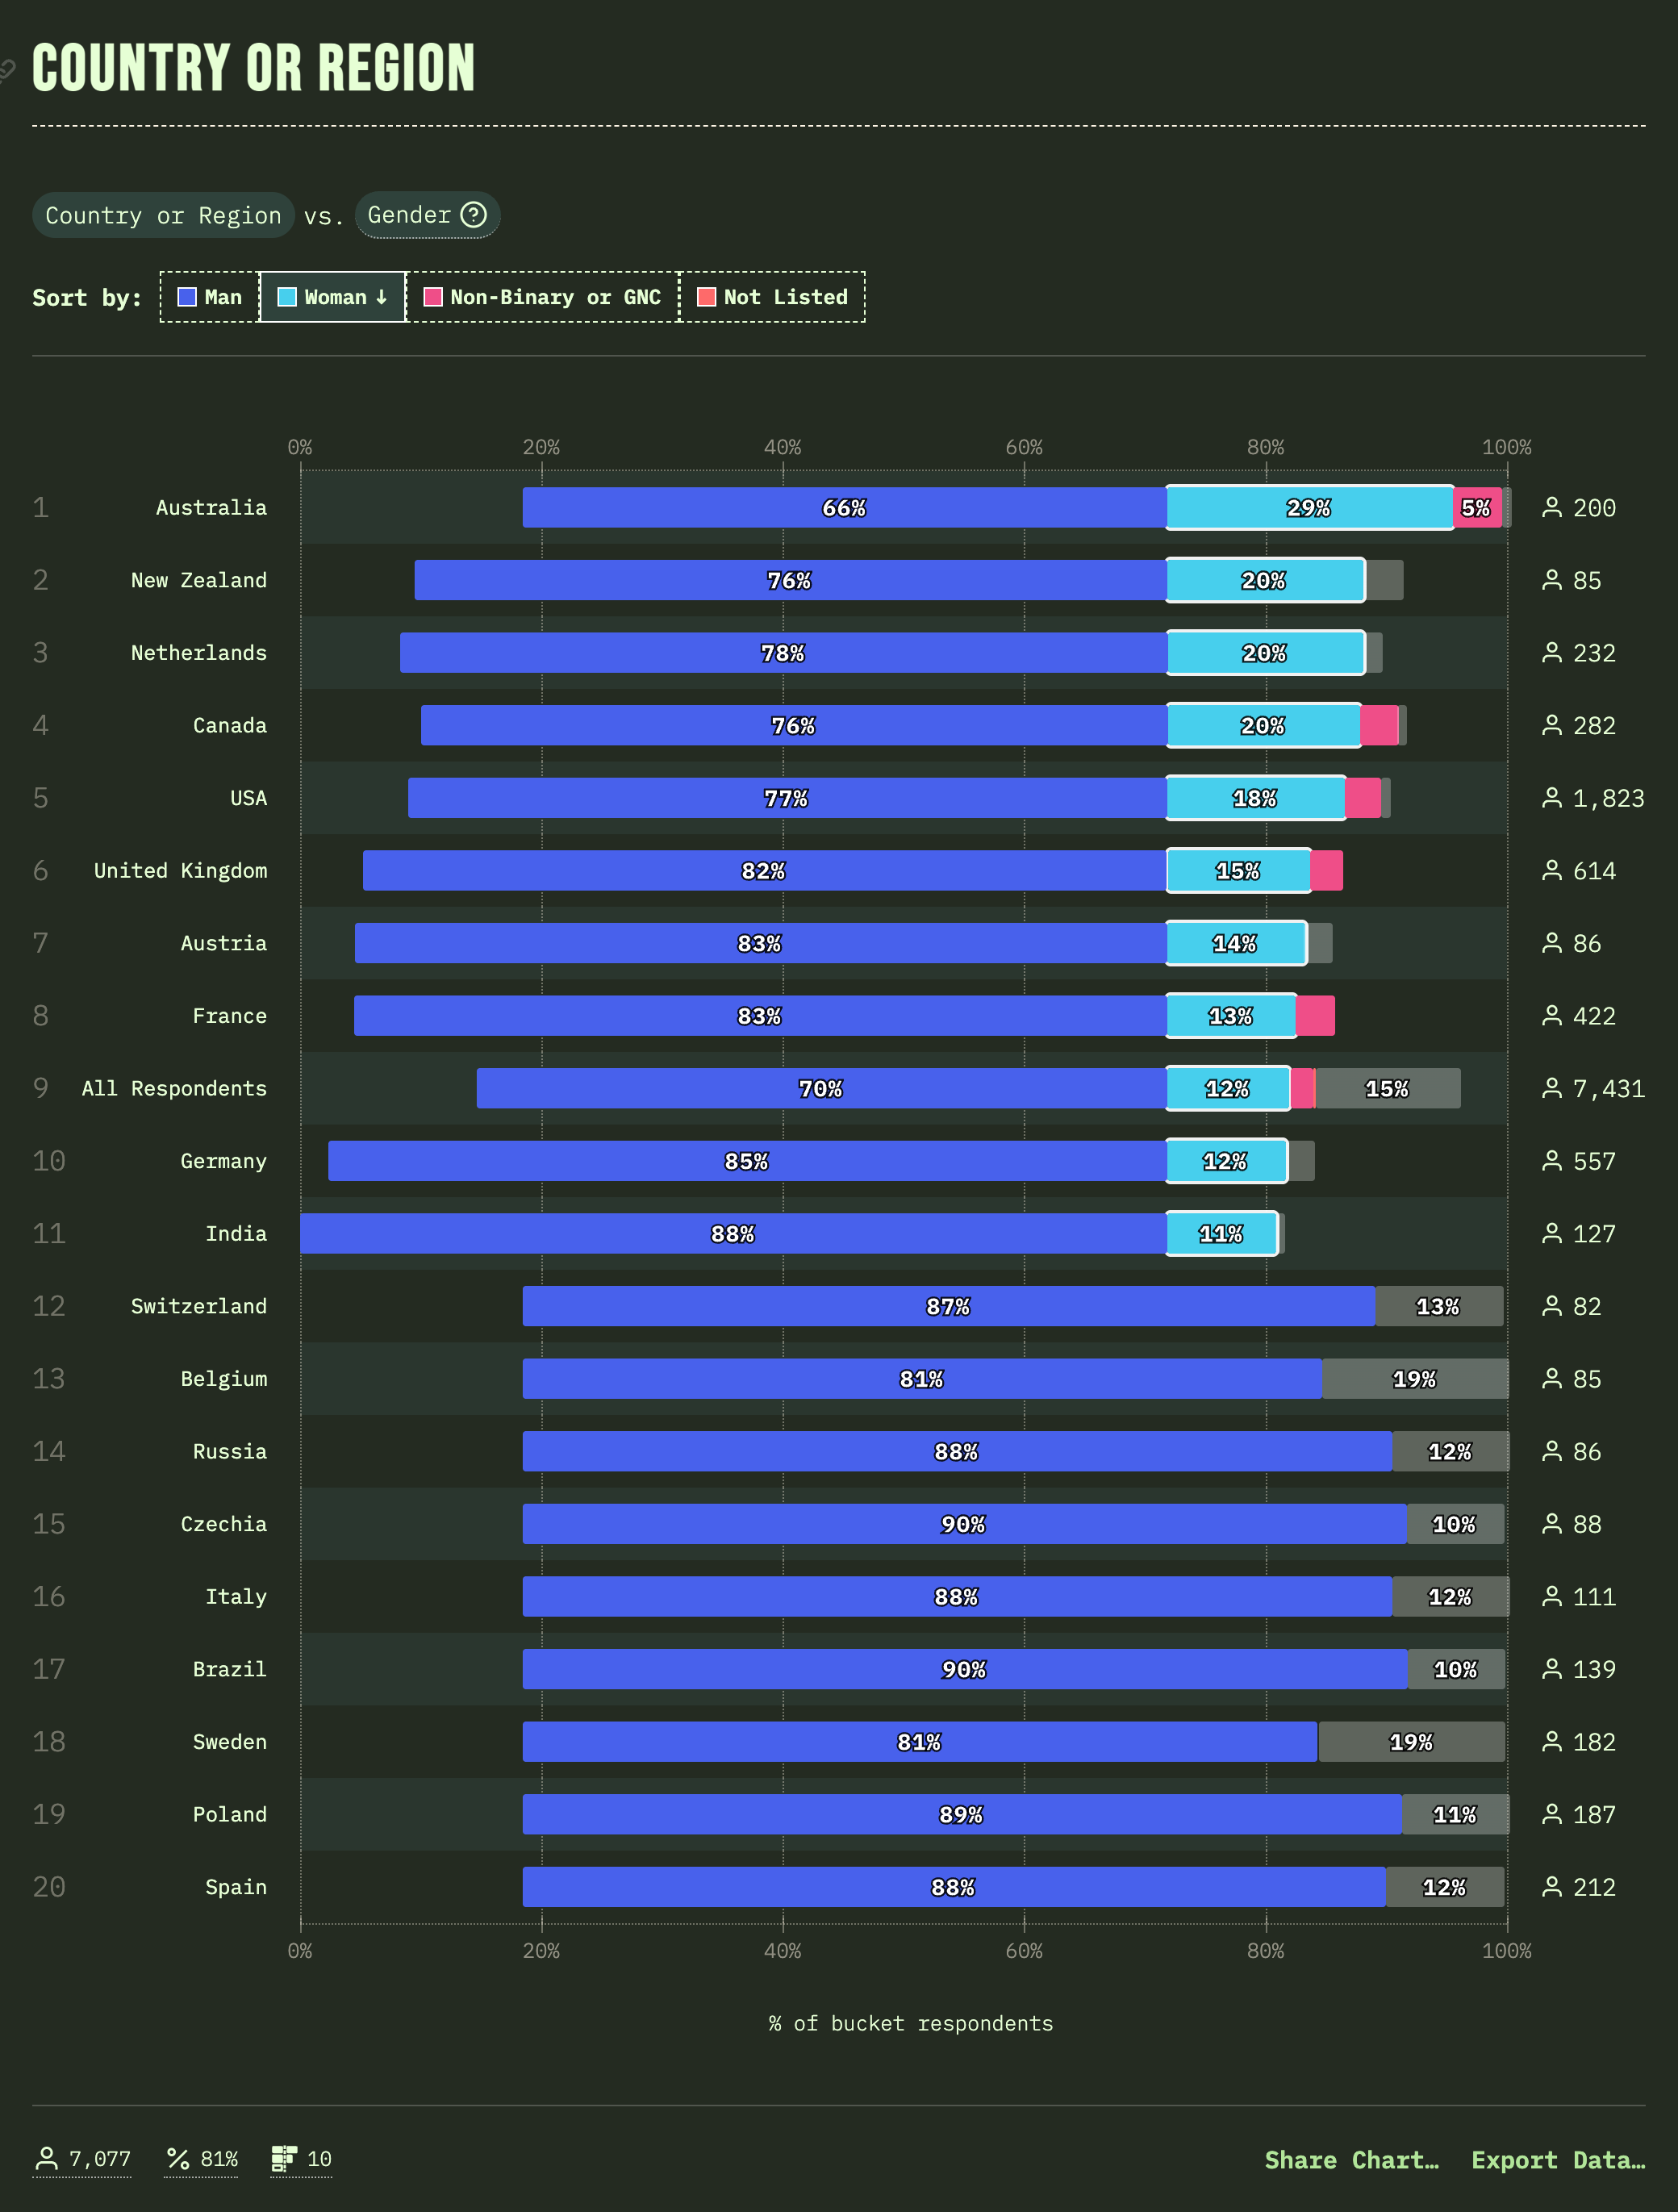 COUNTRY OR REGION
Country or Region vs. Gender ?
Sort by: Man Woman ↓ Non-Binary or GNC Not Listed
0% 20% 40% 60% 80% 100%
1 Australia 66% 29% 5% 200
2 New Zealand 76% 20% 85
3 Netherlands 78% 20% 232
4 Canada 76% 20% 282
5 USA 77% 18% 1,823
6 United Kingdom 82% 15% 614
7 Austria 83% 14% 86
8 France 83% 13% 422
9 All Respondents 70% 12% 15% 7,431
10 Germany 85% 12% 557
11 India 88% 11% 127
12 Switzerland 87% 13% 82
13 Belgium 81% 19% 85
14 Russia 88% 12% 86
15 Czechia 90% 10% 88
16 Italy 88% 12% 111
17 Brazil 90% 10% 139
18 Sweden 81% 19% 182
19 Poland 89% 11% 187
20 Spain 88% 12% 212
0% 20% 40% 60% 80% 100%
% of bucket respondents
7,077 % 81% 10 Share Chart… Export Data…